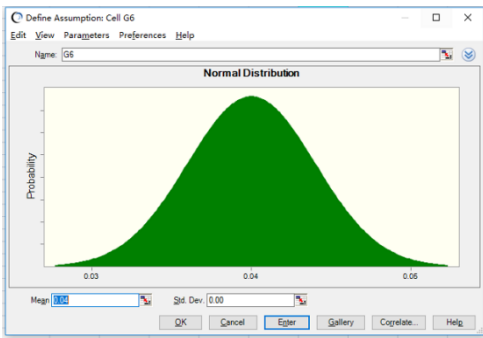 Define Assumption: Cell G6
Edit View Parameters Preferences Help
Name: G6
Normal Distribution
Probability
0.03 0.04 0.05
Mean 0.04 Std. Dev. 0.00
OK Cancel Enter Gallery Correlate... Help